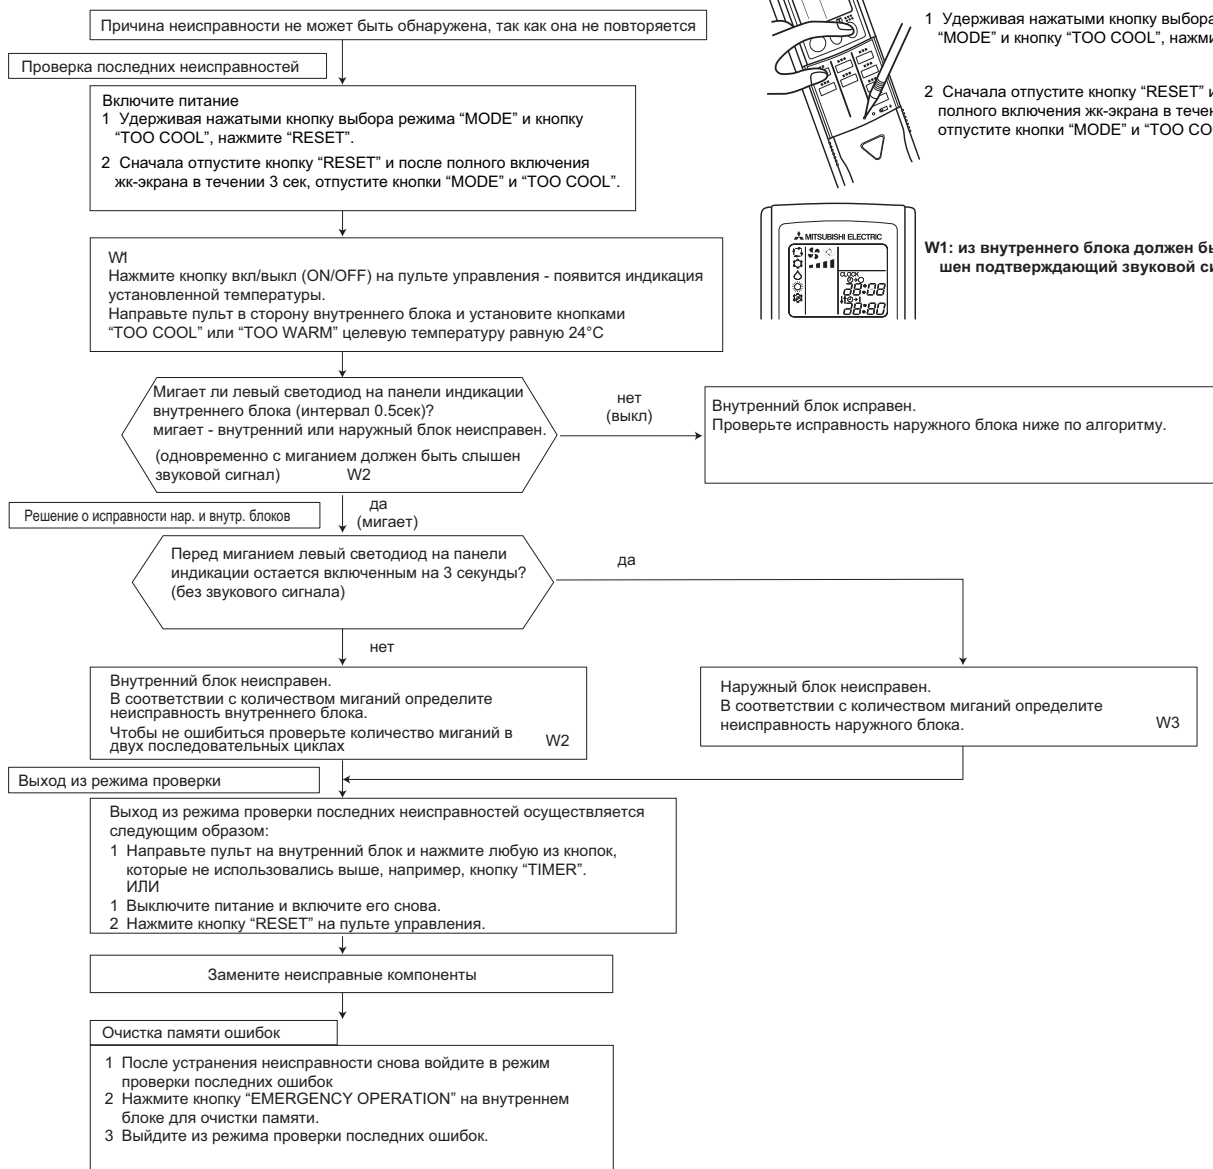 Причина неисправности не может быть обнаружена, так как она не повторяется
Проверка последних неисправностей
Включите питание
1 Удерживая нажатыми кнопку выбора режима “MODE” и кнопку
“TOO COOL”, нажмите “RESET”.
2 Сначала отпустите кнопку “RESET” и после полного включения
жк-экрана в течении 3 сек, отпустите кнопки “MODE” и “TOO COOL”.
1 Удерживая нажатыми кнопку выбора
“MODE” и кнопку “TOO COOL”,
2 Сначала отпустите кнопку “RESET” и
полного включения жк-экрана в
отпустите кнопки “MODE” и “TOO
MITSUBISHI ELECTRIC
CLOCK
88:08
88:80
W1: из внутреннего блока должен
подтверждающий звуковой
W1
Нажмите кнопку вкл/выкл (ON/OFF) на пульте управления - появится индикация
установленной температуры.
Направьте пульт в сторону внутреннего блока и установите кнопками
“TOO COOL” или “TOO WARM” целевую температуру равную 24°C
Мигает ли левый светодиод на панели индикации
внутреннего блока (интервал 0.5сек)?
мигает - внутренний или наружный блок неисправен.
(одновременно с миганием должен быть слышен
звуковой сигнал) W2
нет
(выкл)
Внутренний блок исправен.
Проверьте исправность наружного блока ниже по алгоритму.
да
(мигает)
Решение о исправности нар. и внутр. блоков
Перед миганием левый светодиод на панели
индикации остается включенным на 3 секунды?
(без звукового сигнала)
да
нет
Внутренний блок неисправен.
В соответствии с количеством миганий определите
неисправность внутреннего блока.
Чтобы не ошибиться проверьте количество миганий в
двух последовательных циклах W2
Наружный блок неисправен.
В соответствии с количеством миганий определите
неисправность наружного блока. W3
Выход из режима проверки
Выход из режима проверки последних неисправностей осуществляется
следующим образом:
1 Направьте пульт на внутренний блок и нажмите любую из кнопок,
которые не использовались выше, например, кнопку “TIMER”.
ИЛИ
1 Выключите питание и включите его снова.
2 Нажмите кнопку “RESET” на пульте управления.
Замените неисправные компоненты
Очистка памяти ошибок
1 После устранения неисправности снова войдите в режим
проверки последних ошибок
2 Нажмите кнопку “EMERGENCY OPERATION” на внутреннем
блоке для очистки памяти.
3 Выйдите из режима проверки последних ошибок.